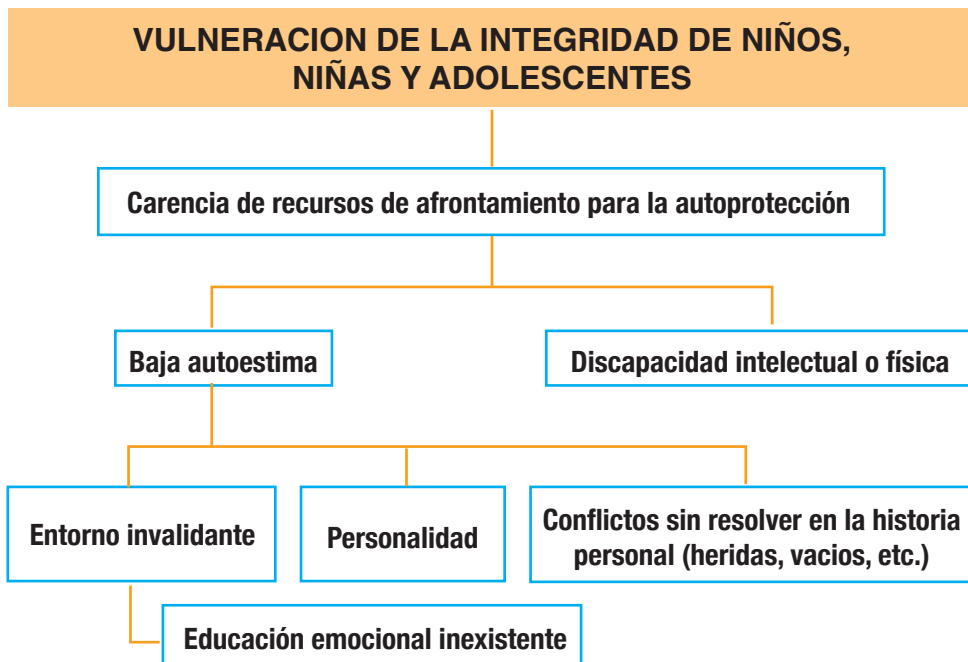 VULNERACION DE LA INTEGRIDAD DE NIÑOS,
NIÑAS Y ADOLESCENTES
Carencia de recursos de afrontamiento para la autoprotección
Baja autoestima
Discapacidad intelectual o física
Entorno invalidante
Personalidad
Conflictos sin resolver en la historia
personal (heridas, vacios, etc.)
Educación emocional inexistente